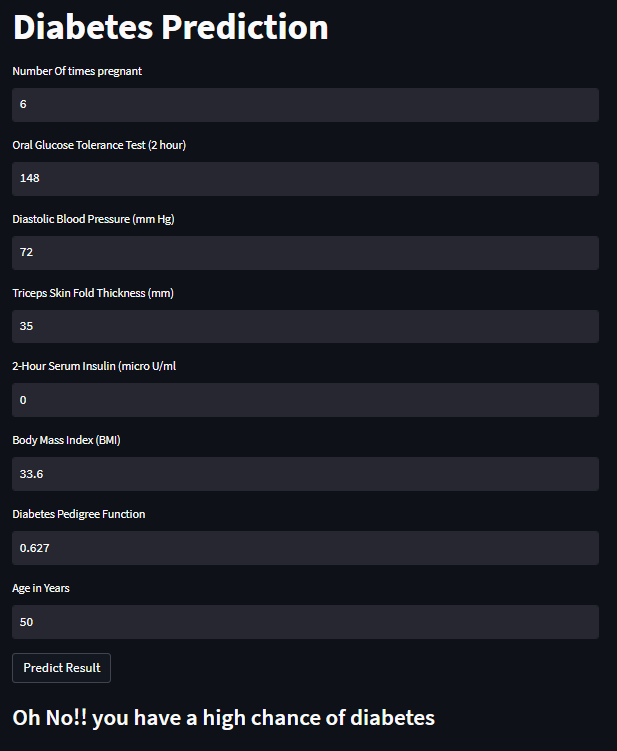 Diabetes Prediction
Number Of times pregnant
6
Oral Glucose Tolerance Test (2 hour)
148
Diastolic Blood Pressure (mm Hg)
72
Triceps Skin Fold Thickness (mm)
35
2-Hour Serum Insulin (micro U/ml
0
Body Mass Index (BMI)
33.6
Diabetes Pedigree Function
0.627
Age in Years
50
Predict Result
Oh No!! you have a high chance of diabetes